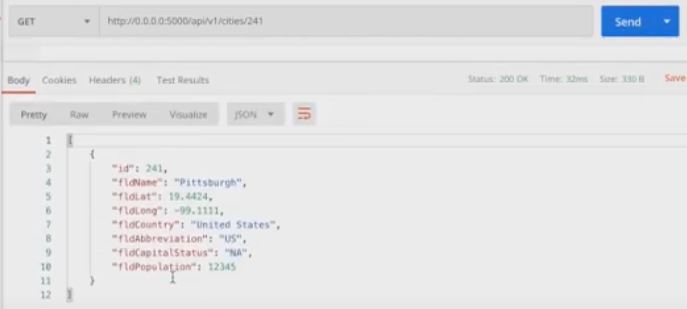 GET http://0.0.0.0:5000/api/v1/cities/241 Send
Body Cookies Headers (4) Test Results Status: 200 OK Time: 32ms Size: 330 B Save
Pretty Raw Preview Visualize JSON
1 [
2 {
3 "id": 241,
4 "fldName": "Pittsburgh",
5 "fldLat": 19.4424,
6 "fldLong": -99.1111,
7 "fldCountry": "United States",
8 "fldAbbreviation": "US",
9 "fldCapitalStatus": "NA",
10 "fldPopulation": 12345
11 }
12 ]